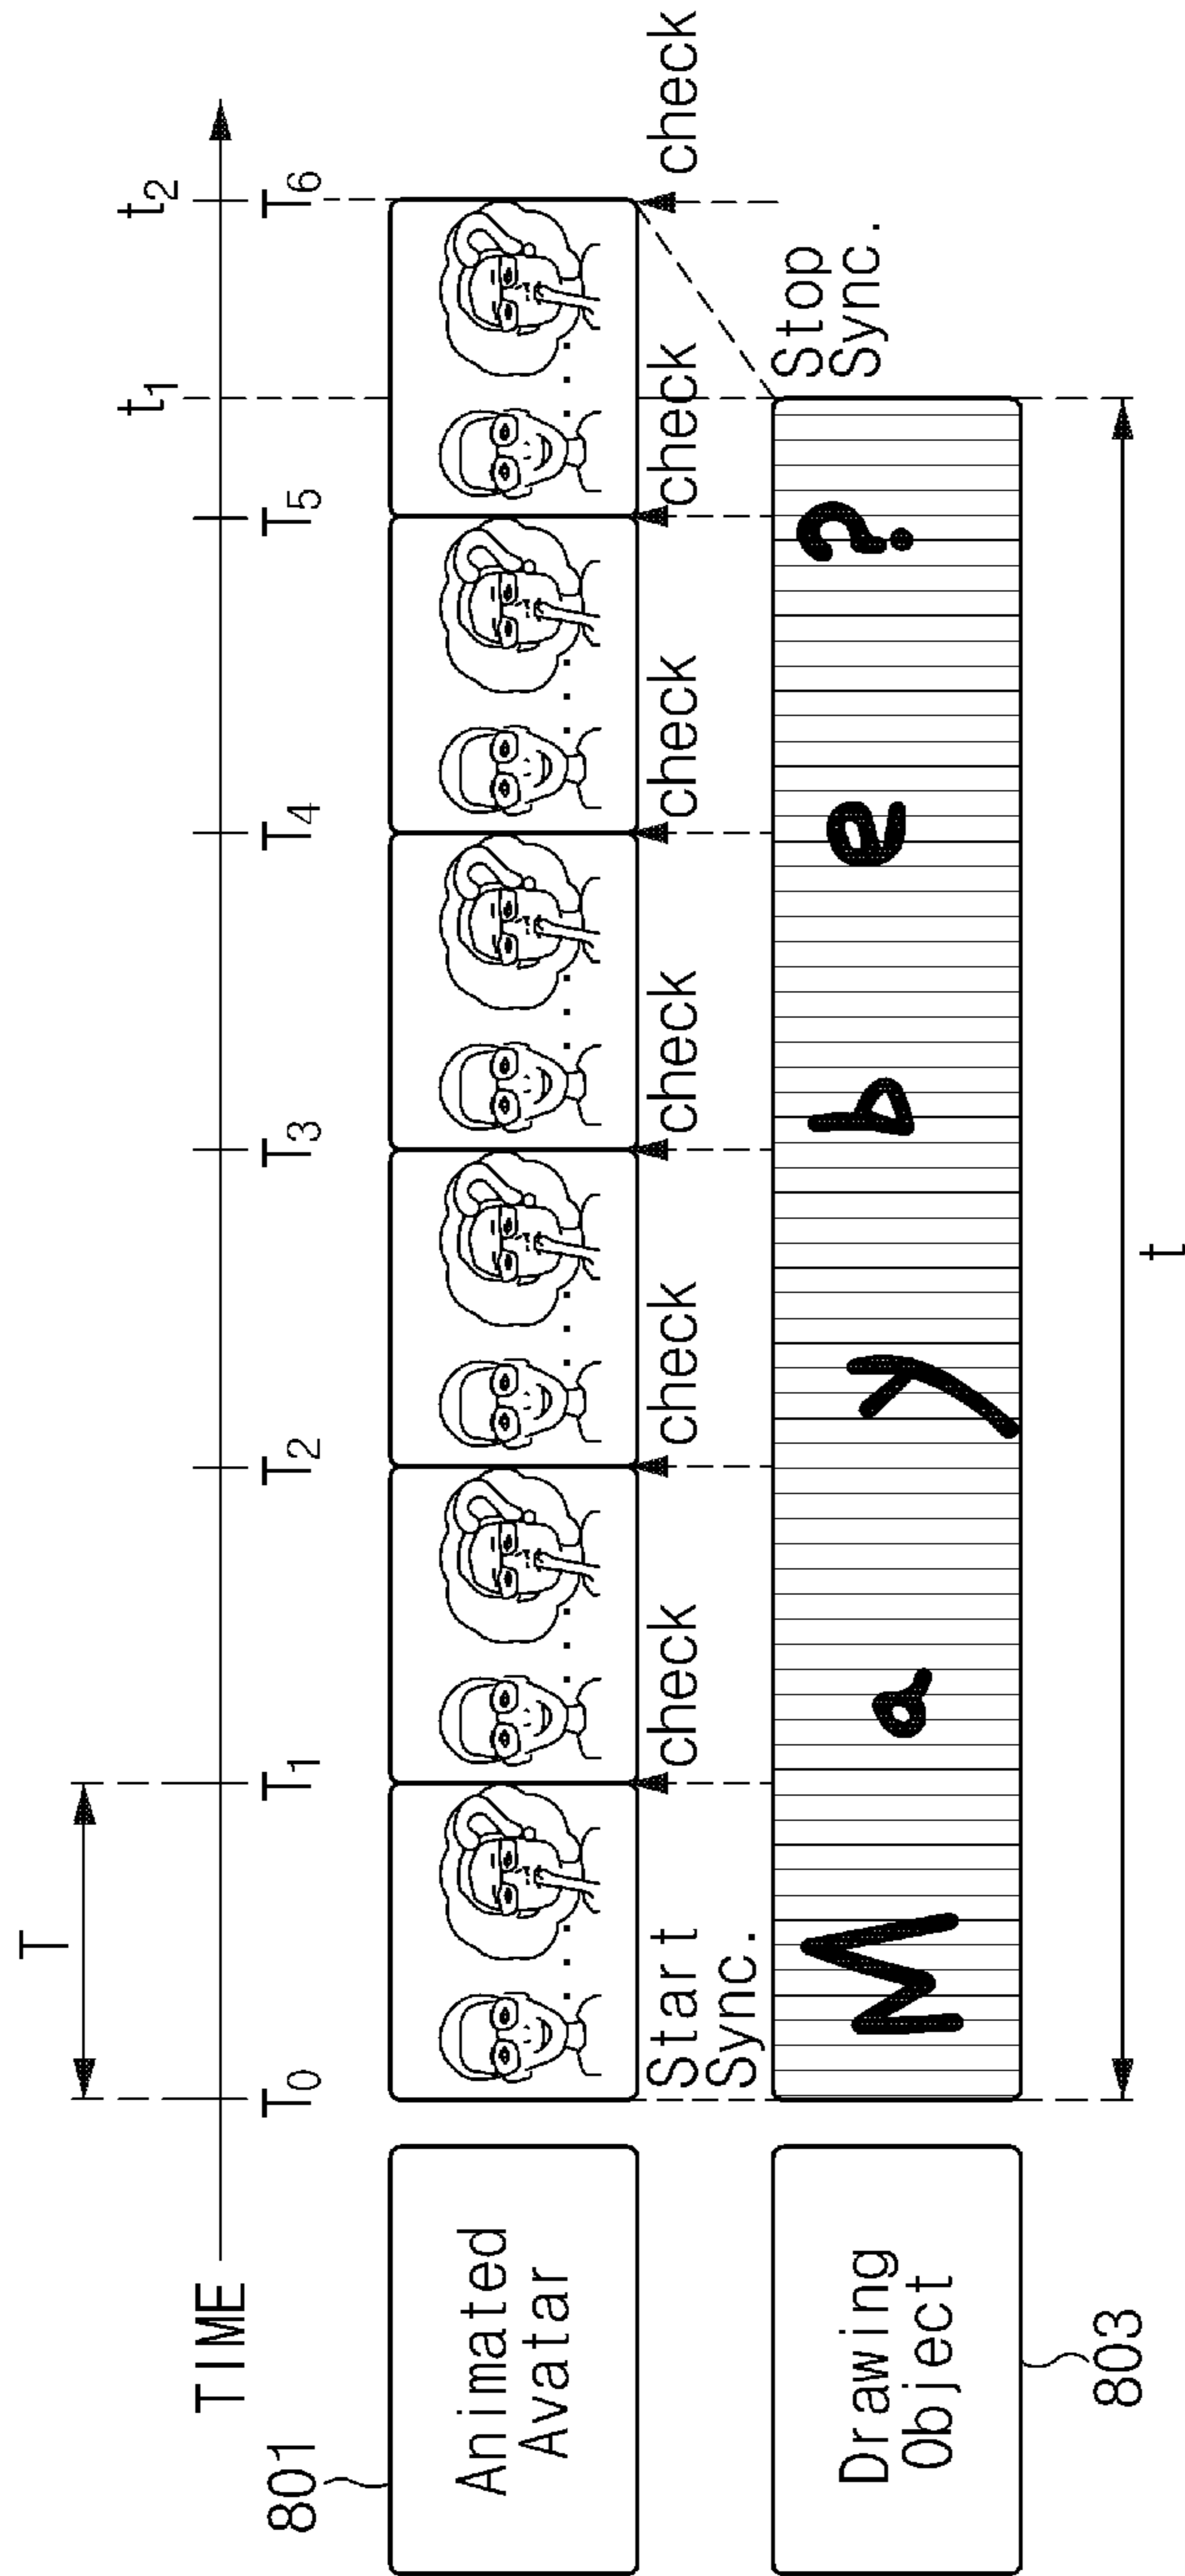 T
t1 t2
TIME
T0 T1 T2 T3 T4 T5 T6
801
Animated
Avatar
Start
Sync.
check check check check check check
Stop
Sync.
Drawing
Object
Maybe?
803
t